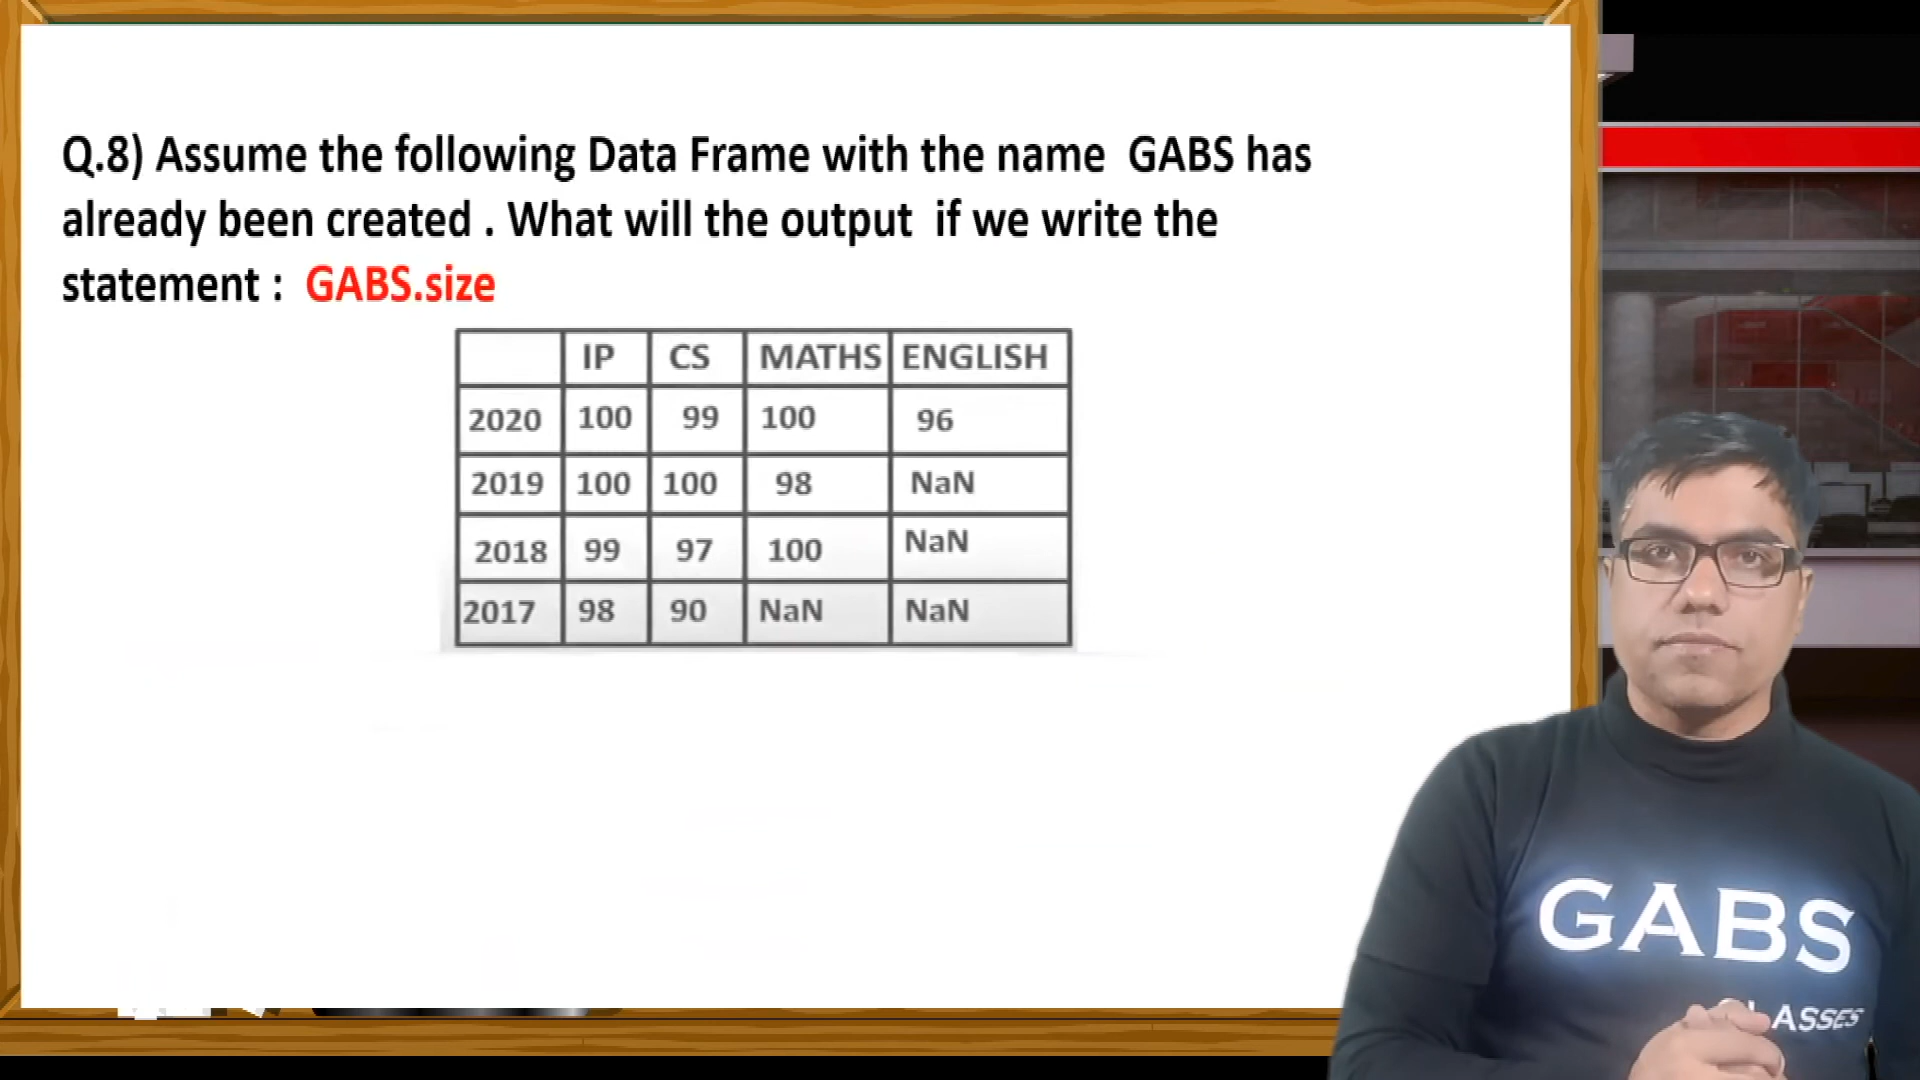 Q.8) Assume the following Data Frame with the name GABS has
already been created . What will the output if we write the
statement : GABS.size
IP CS MATHS ENGLISH
2020 100 99 100 96
2019 100 100 98 NaN
2018 99 97 100 NaN
2017 98 90 NaN NaN
GABS
LASSES